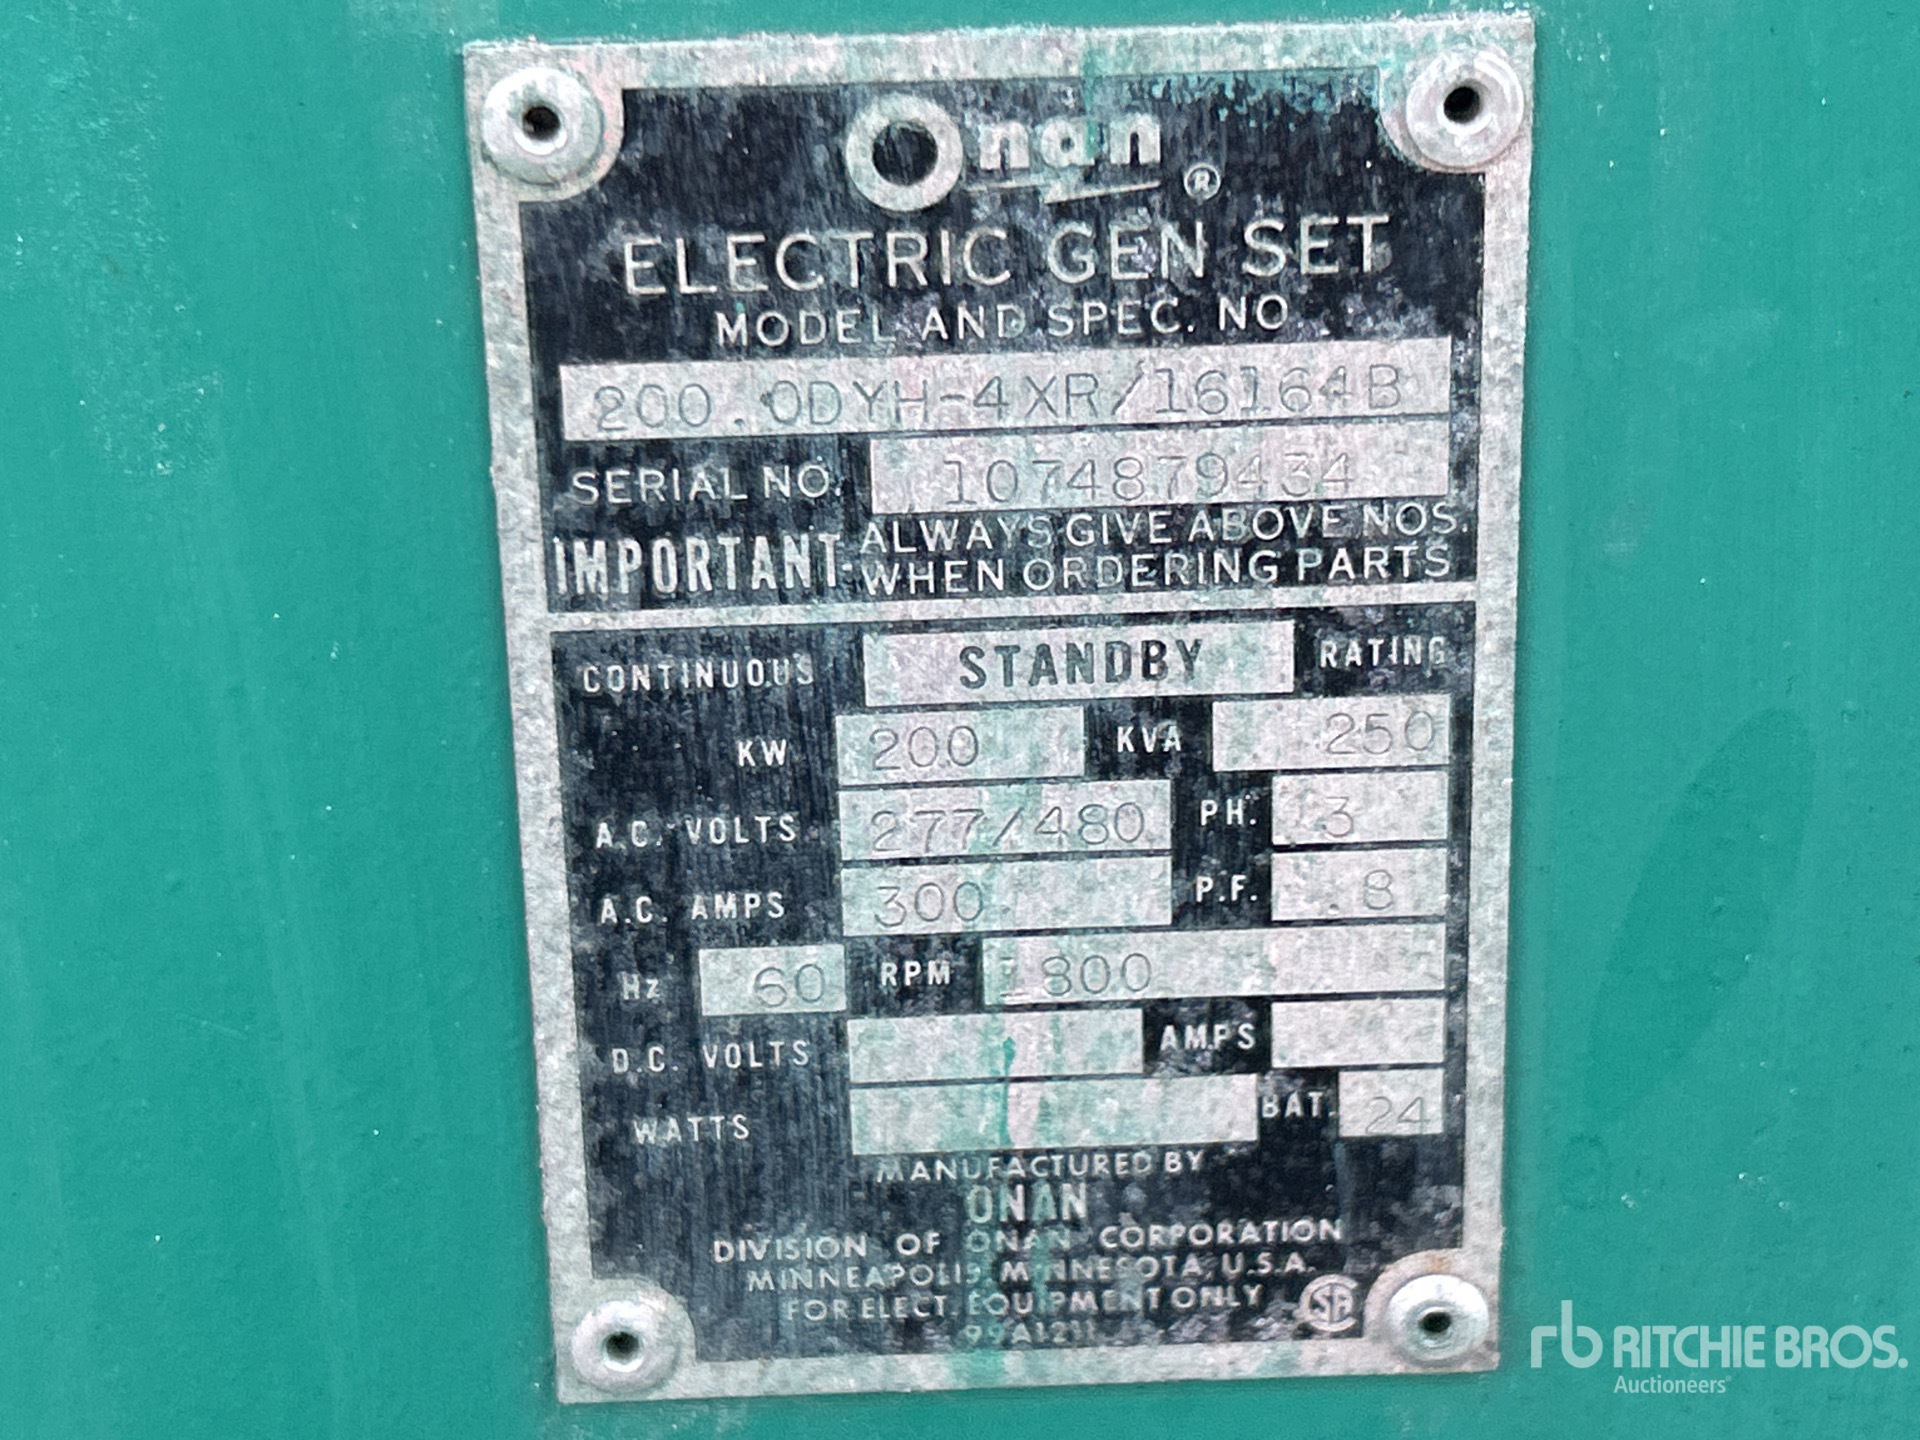 Onan ®
ELECTRIC GEN SET
MODEL AND SPEC. NO.
200.0DYH-4XR/16164B
SERIAL NO. 1074879434
IMPORTANT- ALWAYS GIVE ABOVE NOS.
WHEN ORDERING PARTS
CONTINUOUS STANDBY RATING
KW 200 KVA 250
A.C. VOLTS 277/480 PH. 3
A.C. AMPS 300 P.F. .8
Hz 60 RPM 1800
D.C. VOLTS AMPS
WATTS BAT. 24
MANUFACTURED BY
ONAN
DIVISION OF ONAN CORPORATION
MINNEAPOLIS, MINNESOTA, U.S.A.
FOR ELECT. EQUIPMENT ONLY SA
99A1211
rb RITCHIE BROS.
Auctioneers